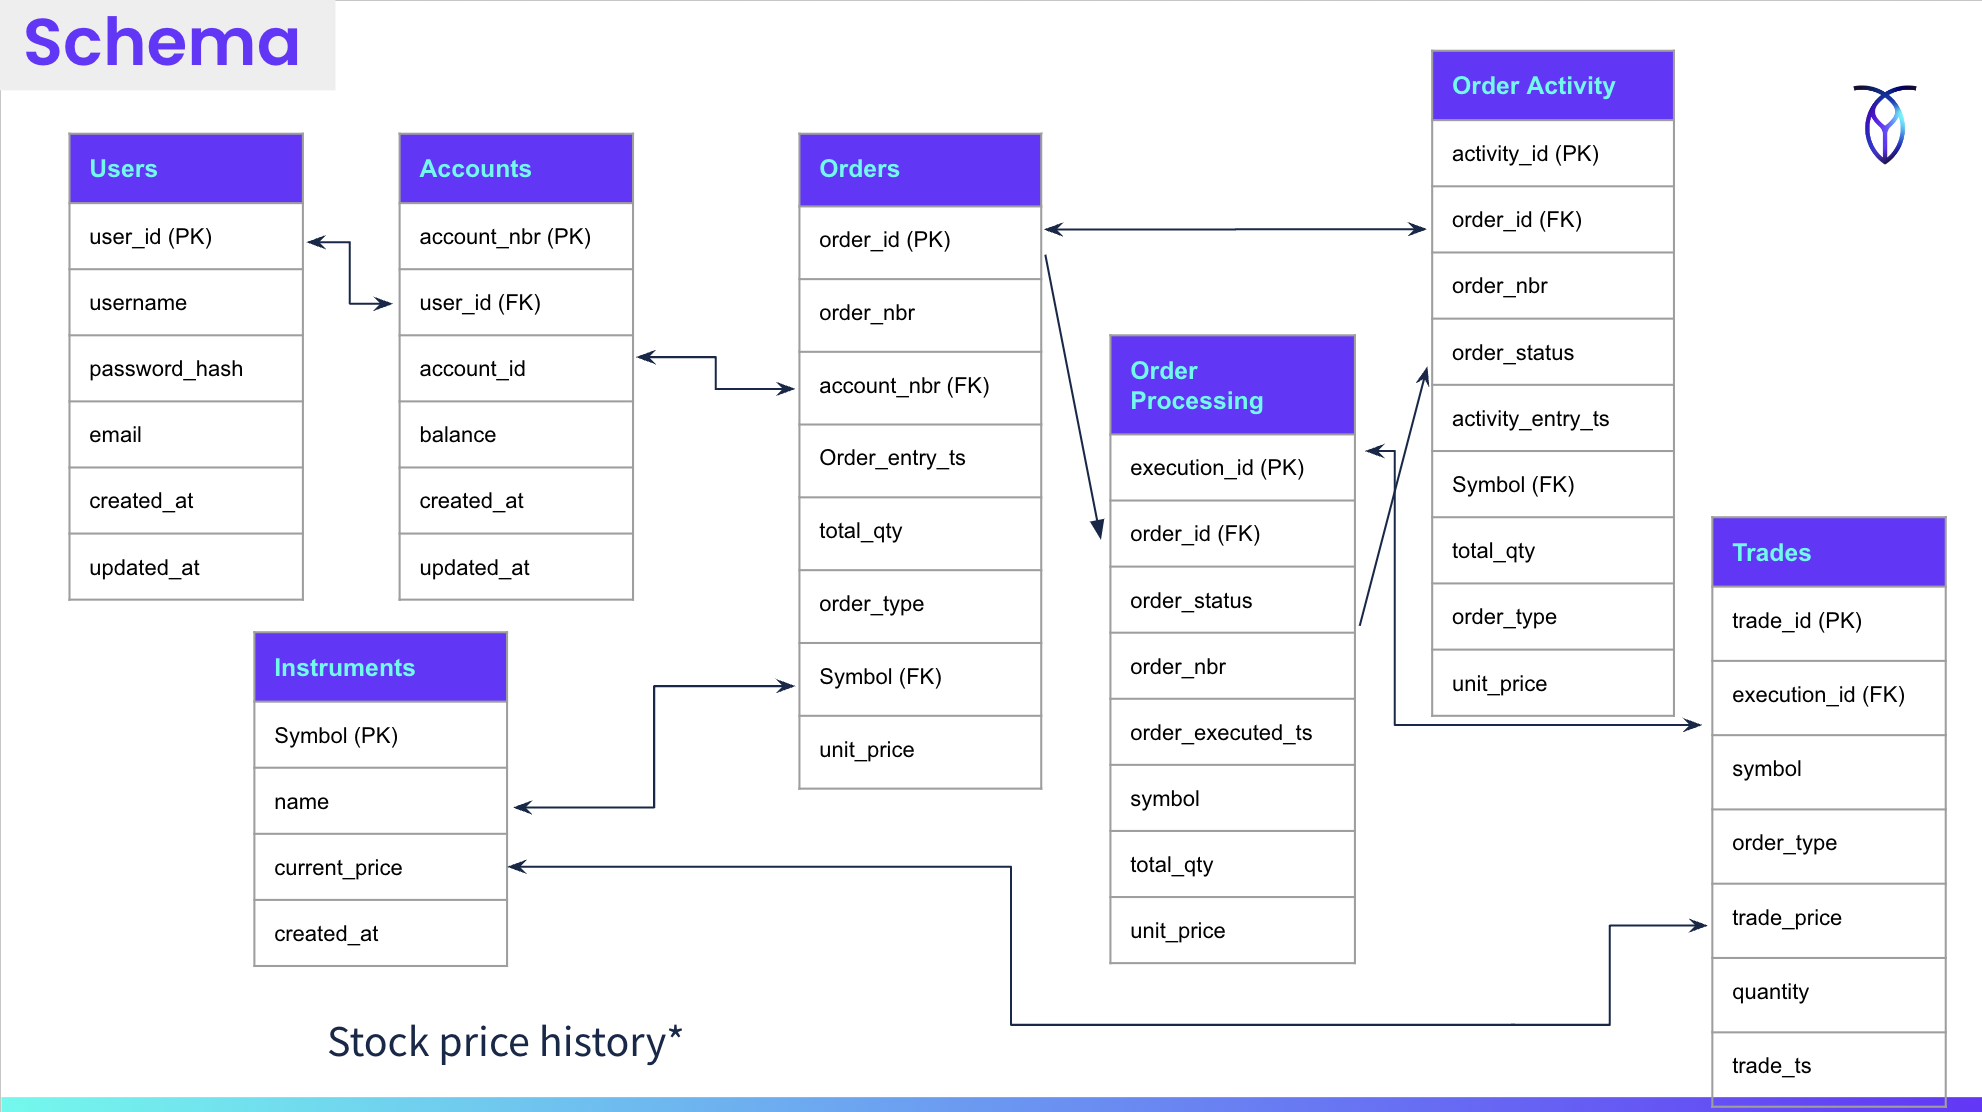 Schema
Users
user_id (PK)
username
password_hash
email
created_at
updated_at
Accounts
account_nbr (PK)
user_id (FK)
account_id
balance
created_at
updated_at
Orders
order_id (PK)
order_nbr
account_nbr (FK)
Order_entry_ts
total_qty
order_type
Symbol (FK)
unit_price
Order
Processing
execution_id (PK)
order_id (FK)
order_status
order_nbr
order_executed_ts
symbol
total_qty
unit_price
Order Activity
activity_id (PK)
order_id (FK)
order_nbr
order_status
activity_entry_ts
Symbol (FK)
total_qty
order_type
unit_price
Trades
trade_id (PK)
execution_id (FK)
symbol
order_type
trade_price
quantity
trade_ts
Instruments
Symbol (PK)
name
current_price
created_at
Stock price history*